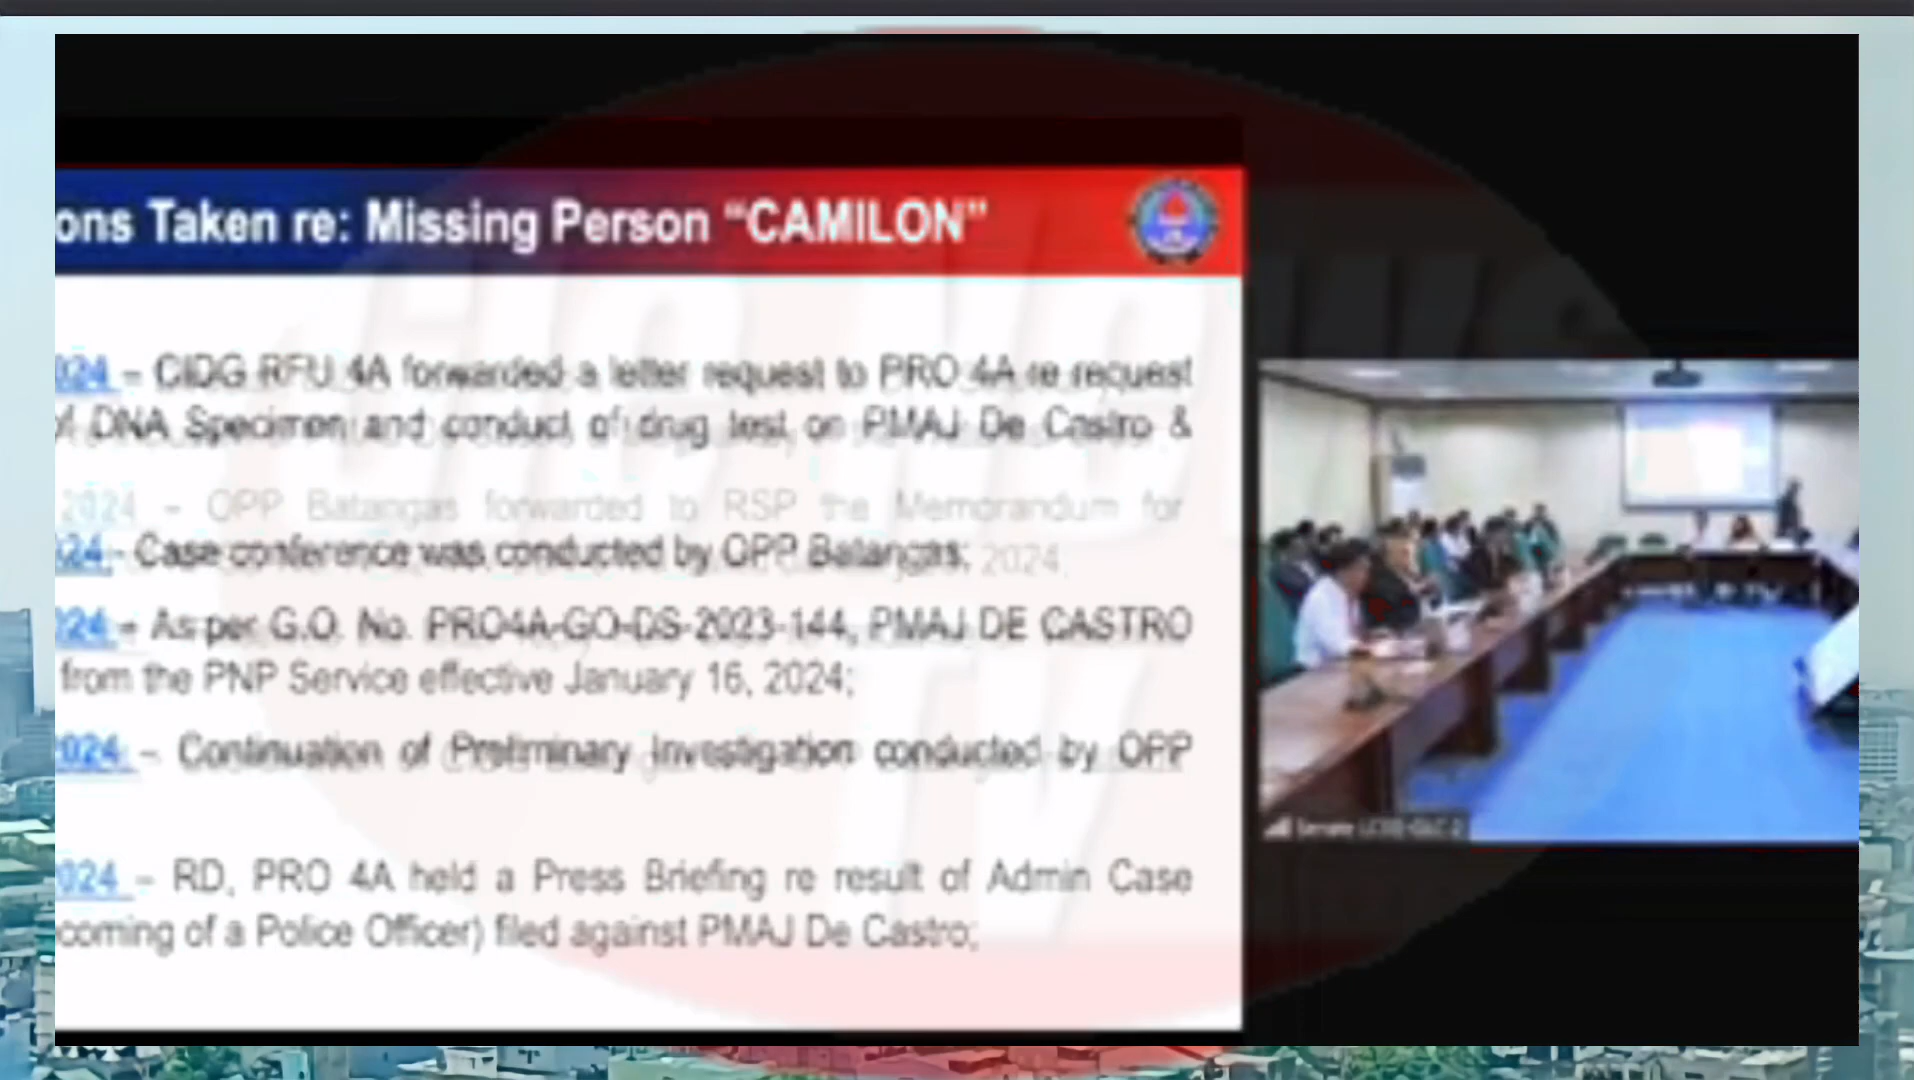 ons Taken re: Missing Person “CAMILON”
024 – CIDG RFU 4A forwarded a letter request to PRO 4A re request
of DNA Specimen and conduct of drug test on PMAJ De Castro &
2024 – OPP Batangas forwarded to RSP the Memorandum for
024 - Case conference was conducted by OPP Batangas; 2024
024 – As per G.O. No. PRO4A-GO-DS-2023-144, PMAJ DE CASTRO
from the PNP Service effective January 16, 2024;
2024 – Continuation of Preliminary Investigation conducted by OPP
024 – RD, PRO 4A held a Press Briefing re result of Admin Case
coming of a Police Officer) filed against PMAJ De Castro;
Senate
TV